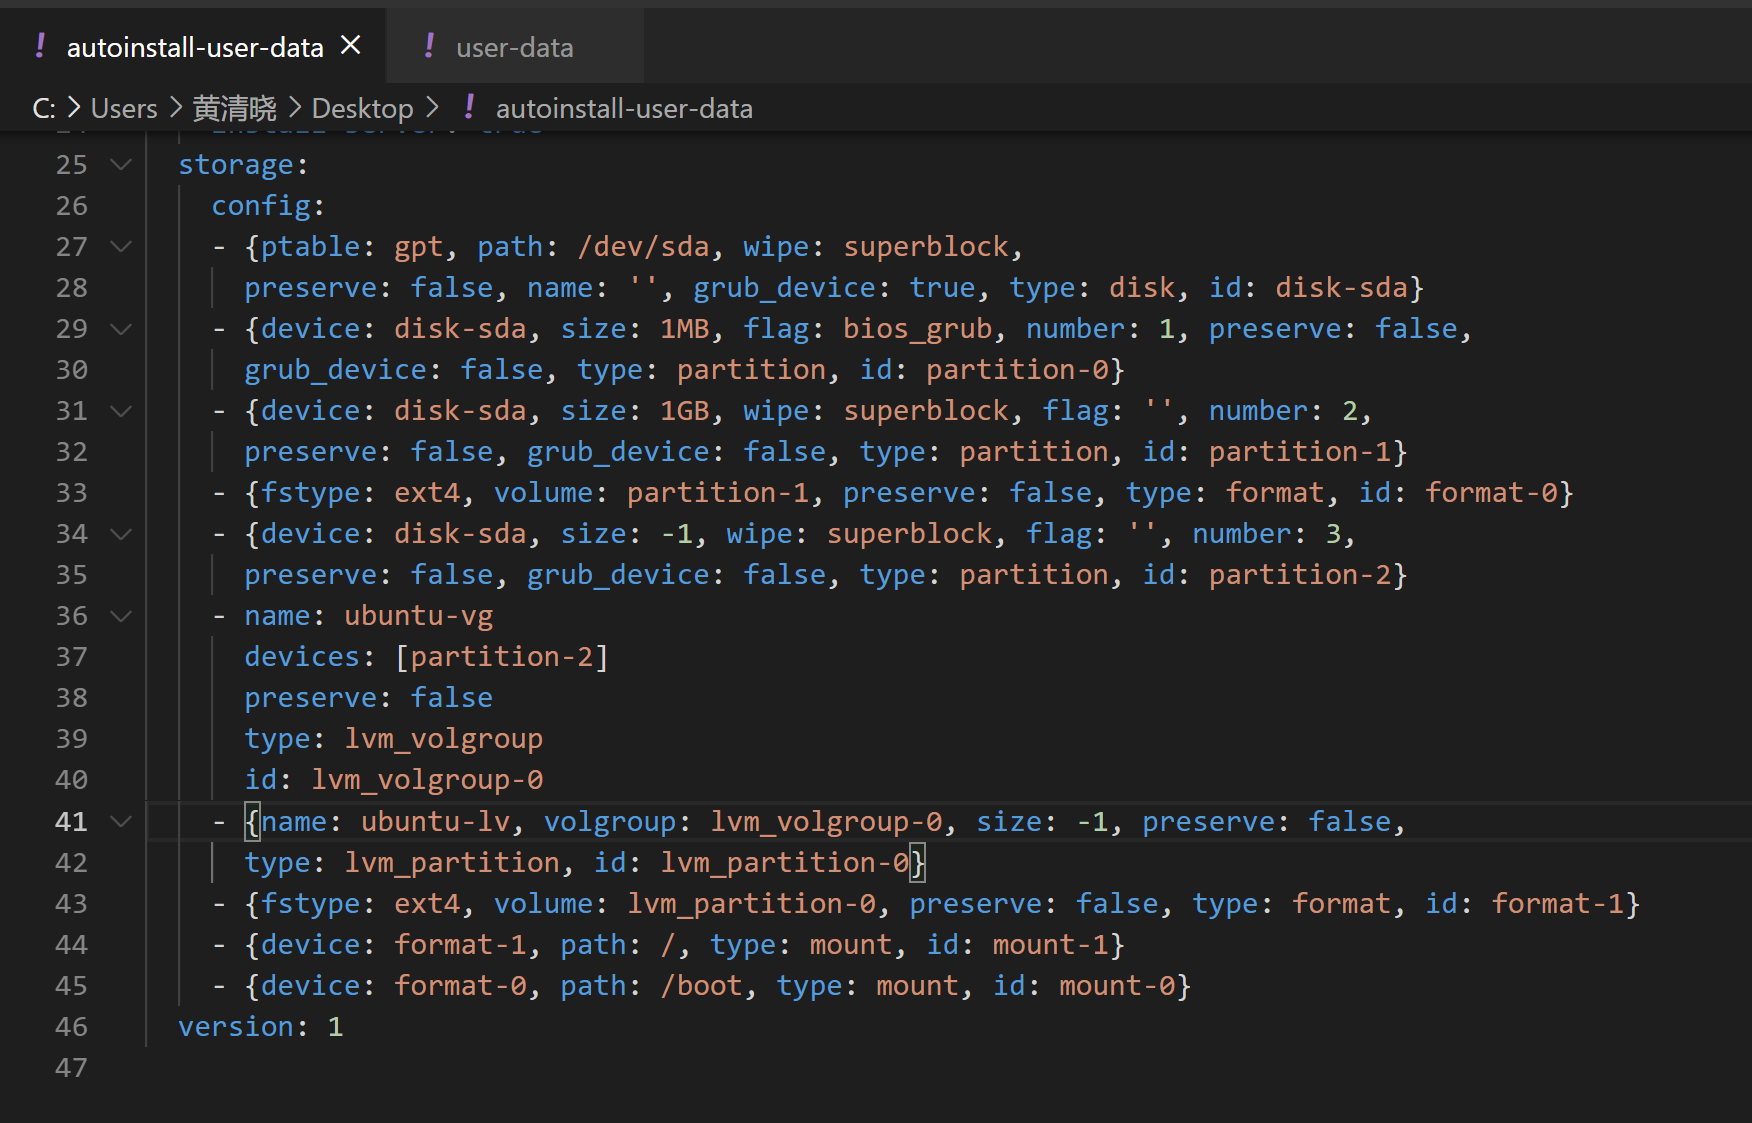 ! autoinstall-user-data ×
! user-data
C: > Users > 黄清晓 > Desktop > ! autoinstall-user-data
25 storage:
26 config:
27 - {ptable: gpt, path: /dev/sda, wipe: superblock,
28 preserve: false, name: '', grub_device: true, type: disk, id: disk-sda}
29 - {device: disk-sda, size: 1MB, flag: bios_grub, number: 1, preserve: false,
30 grub_device: false, type: partition, id: partition-0}
31 - {device: disk-sda, size: 1GB, wipe: superblock, flag: '', number: 2,
32 preserve: false, grub_device: false, type: partition, id: partition-1}
33 - {fstype: ext4, volume: partition-1, preserve: false, type: format, id: format-0}
34 - {device: disk-sda, size: -1, wipe: superblock, flag: '', number: 3,
35 preserve: false, grub_device: false, type: partition, id: partition-2}
36 - name: ubuntu-vg
37 devices: [partition-2]
38 preserve: false
39 type: lvm_volgroup
40 id: lvm_volgroup-0
41 - {name: ubuntu-lv, volgroup: lvm_volgroup-0, size: -1, preserve: false,
42 type: lvm_partition, id: lvm_partition-0}
43 - {fstype: ext4, volume: lvm_partition-0, preserve: false, type: format, id: format-1}
44 - {device: format-1, path: /, type: mount, id: mount-1}
45 - {device: format-0, path: /boot, type: mount, id: mount-0}
46 version: 1
47